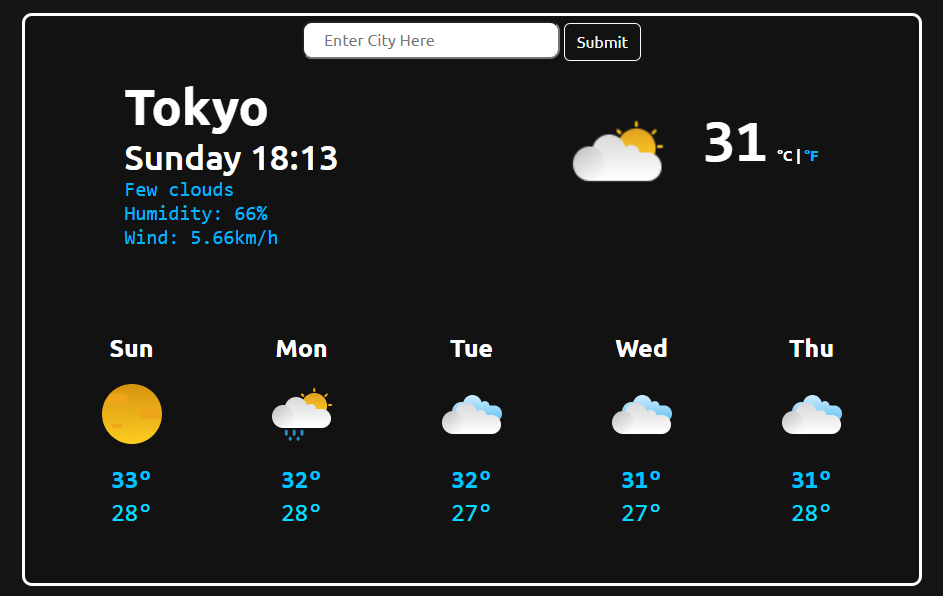 Enter City Here Submit
Tokyo
Sunday 18:13
Few clouds
Humidity: 66%
Wind: 5.66km/h
31 °C | °F
Sun Mon Tue Wed Thu
33° 32° 32° 31° 31°
28° 28° 27° 27° 28°